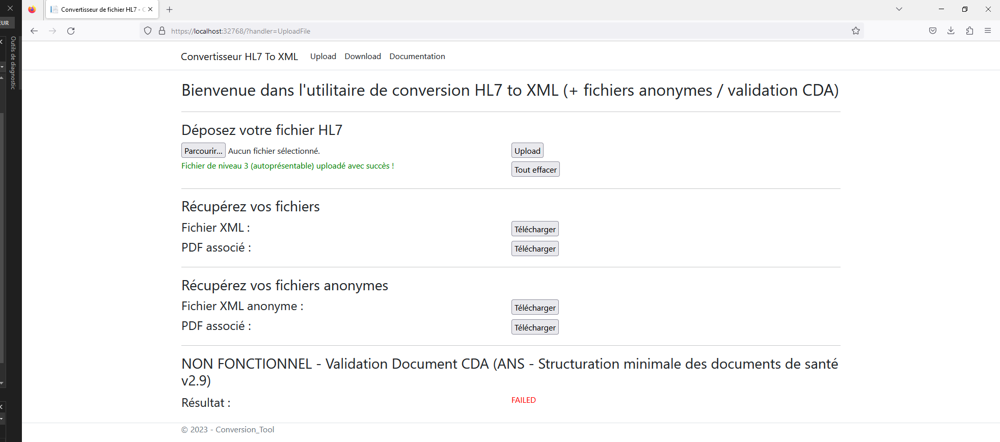 EUR
Outils de diagnostic
Convertisseur de fichier HL7 - C
https://localhost:32768/?handler=UploadFile
Convertisseur HL7 To XML Upload Download Documentation
Bienvenue dans l'utilitaire de conversion HL7 to XML (+ fichiers anonymes / validation CDA)
Déposez votre fichier HL7
Parcourir... Aucun fichier sélectionné. Upload
Fichier de niveau 3 (autoprésentable) uploadé avec succès ! Tout effacer
Récupérez vos fichiers
Fichier XML : Télécharger
PDF associé : Télécharger
Récupérez vos fichiers anonymes
Fichier XML anonyme : Télécharger
PDF associé : Télécharger
NON FONCTIONNEL - Validation Document CDA (ANS - Structuration minimale des documents de santé
v2.9)
Résultat : FAILED
© 2023 - Conversion_Tool